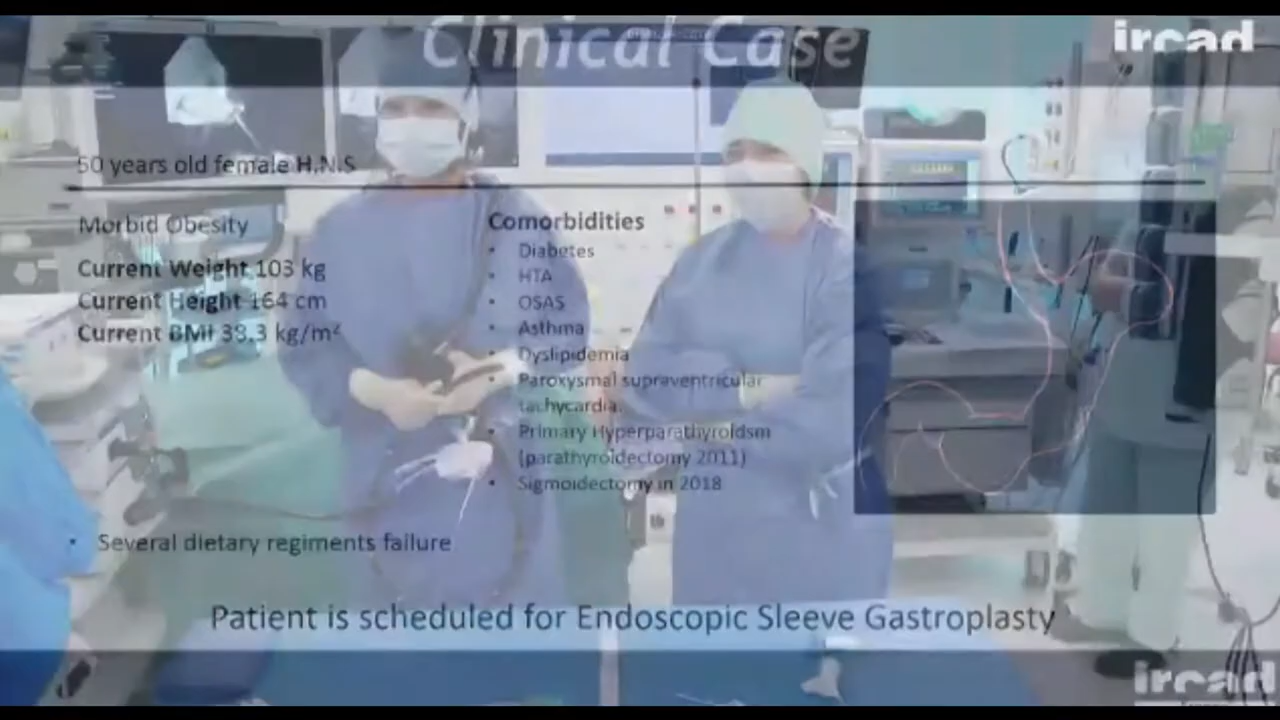 Clinical Case
ircad
50 years old female H.N.S
Morbid Obesity
Current Weight 103 kg
Current Height 164 cm
Current BMI 38.3 kg/m²
Comorbidities
• Diabetes
• HTA
• OSAS
• Asthma
• Dyslipidemia
• Paroxysmal supraventricular
tachycardia.
• Primary Hyperparathyroidsm
(parathyroidectomy 2011)
• Sigmoidectomy in 2018
• Several dietary regiments failure
Patient is scheduled for Endoscopic Sleeve Gastroplasty
ircad